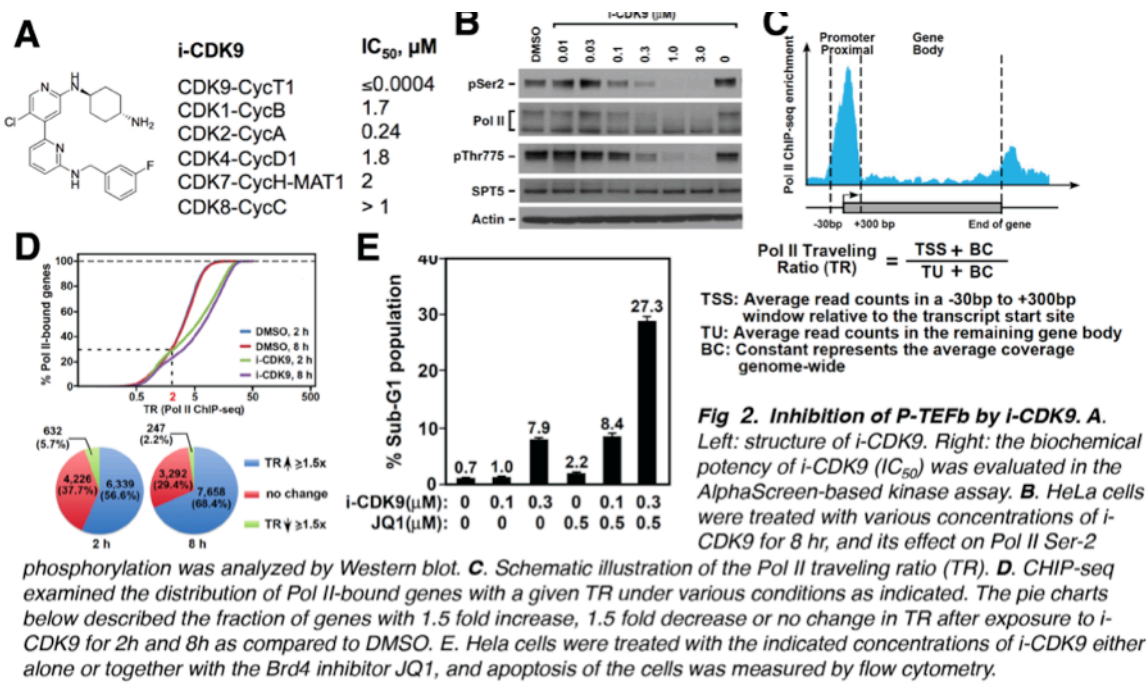 A
i-CDK9
IC50, µM
CDK9-CycT1 ≤0.0004
CDK1-CycB 1.7
CDK2-CycA 0.24
CDK4-CycD1 1.8
CDK7-CycH-MAT1 2
CDK8-CycC > 1
H
N
N
Cl
NH2
N
N
H
F
B
i-CDK9 (µM)
DMSO 0.01 0.03 0.1 0.3 1.0 3.0 0
pSer2
Pol II
pThr775
SPT5
Actin
C
Promoter Proximal
Gene Body
Pol II ChIP-seq enrichment
-30bp +300 bp End of gene
Pol II Traveling Ratio (TR) = TSS + BC
TU + BC
TSS: Average read counts in a -30bp to +300bp
window relative to the transcript start site
TU: Average read counts in the remaining gene body
BC: Constant represents the average coverage
genome-wide
D
% Pol II-bound genes
100
80
60
40
20
0
DMSO, 2 h
DMSO, 8 h
i-CDK9, 2 h
i-CDK9, 8 h
0.5 2 5 50 500
TR (Pol II ChIP-seq)
632
(5.7%)
4,226
(37.7%)
6,339
(56.6%)
2 h
247
(2.2%)
3,292
(29.4%)
7,658
(68.4%)
8 h
TR ≥1.5x
no change
TR ≥1.5x
E
% Sub-G1 population
40
30
20
10
0
0.7 1.0 7.9 2.2 8.4 27.3
i-CDK9(µM): 0 0.1 0.3 0 0.1 0.3
JQ1(µM): 0 0 0 0.5 0.5 0.5
Fig 2. Inhibition of P-TEFb by i-CDK9. A.
Left: structure of i-CDK9. Right: the biochemical
potency of i-CDK9 (IC50) was evaluated in the
AlphaScreen-based kinase assay. B. HeLa cells
were treated with various concentrations of i-
CDK9 for 8 hr, and its effect on Pol II Ser-2
phosphorylation was analyzed by Western blot. C. Schematic illustration of the Pol II traveling ratio (TR). D. CHIP-seq
examined the distribution of Pol II-bound genes with a given TR under various conditions as indicated. The pie charts
below described the fraction of genes with 1.5 fold increase, 1.5 fold decrease or no change in TR after exposure to i-
CDK9 for 2h and 8h as compared to DMSO. E. Hela cells were treated with the indicated concentrations of i-CDK9 either
alone or together with the Brd4 inhibitor JQ1, and apoptosis of the cells was measured by flow cytometry.